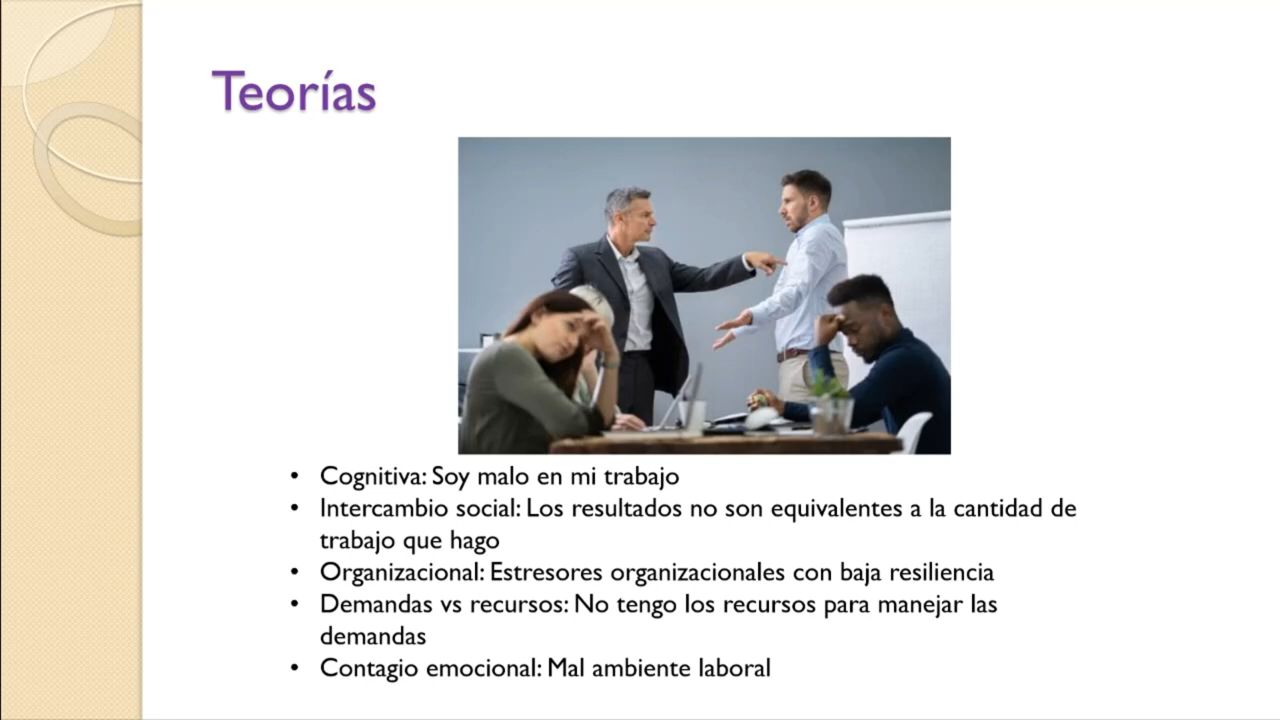 Teorías
• Cognitiva: Soy malo en mi trabajo
• Intercambio social: Los resultados no son equivalentes a la cantidad de
trabajo que hago
• Organizacional: Estresores organizacionales con baja resiliencia
• Demandas vs recursos: No tengo los recursos para manejar las
demandas
• Contagio emocional: Mal ambiente laboral